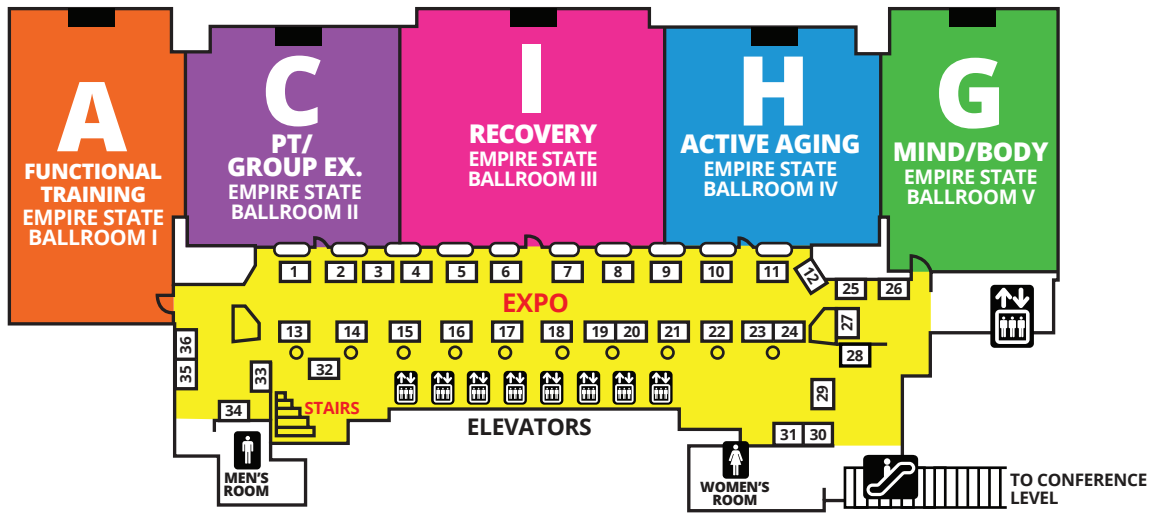 A
FUNCTIONAL
TRAINING
EMPIRE STATE
BALLROOM I
C
PT/
GROUP EX.
EMPIRE STATE
BALLROOM II
I
RECOVERY
EMPIRE STATE
BALLROOM III
H
ACTIVE AGING
EMPIRE STATE
BALLROOM IV
G
MIND/BODY
EMPIRE STATE
BALLROOM V
1 2 3 4 5 6 7 8 9 10 11 12
25 26
EXPO
13 14 15 16 17 18 19 20 21 22 23 24 27
36
35
28
32
33
29
34
STAIRS
ELEVATORS
31 30
MEN'S
ROOM
WOMEN'S
ROOM
TO CONFERENCE
LEVEL